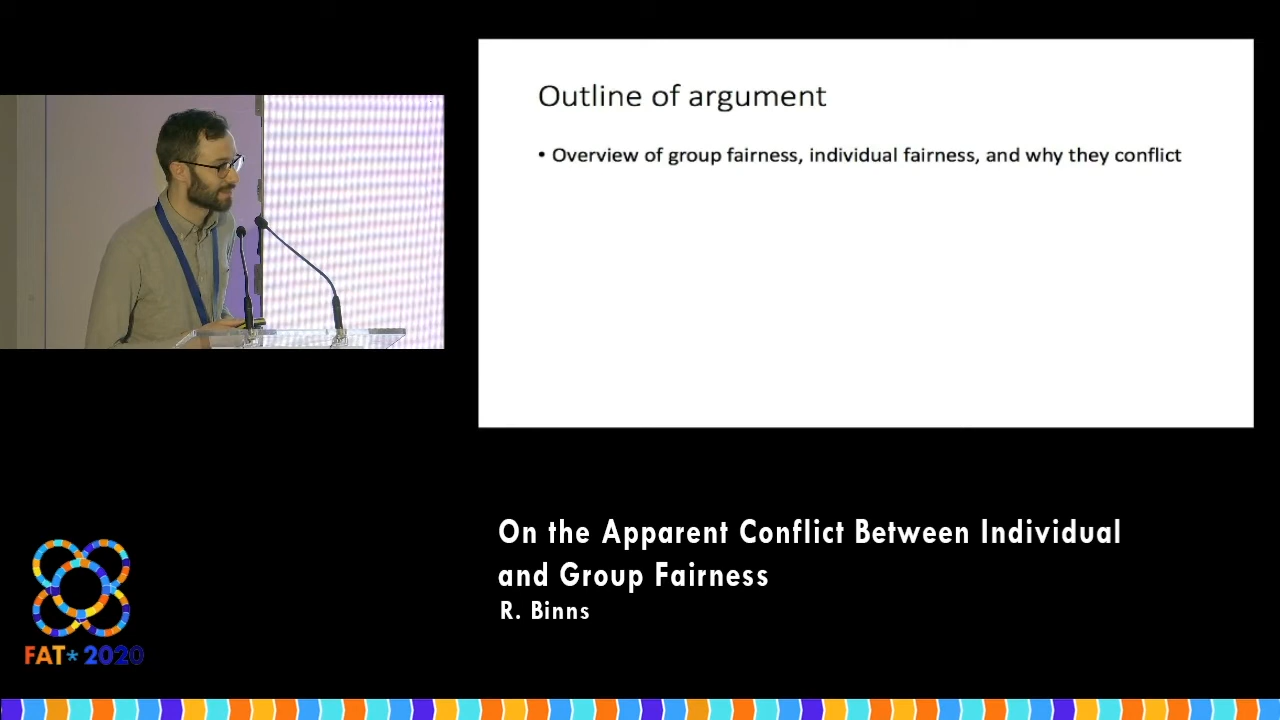 Outline of argument
• Overview of group fairness, individual fairness, and why they conflict
On the Apparent Conflict Between Individual
and Group Fairness
R. Binns
FAT* 2020